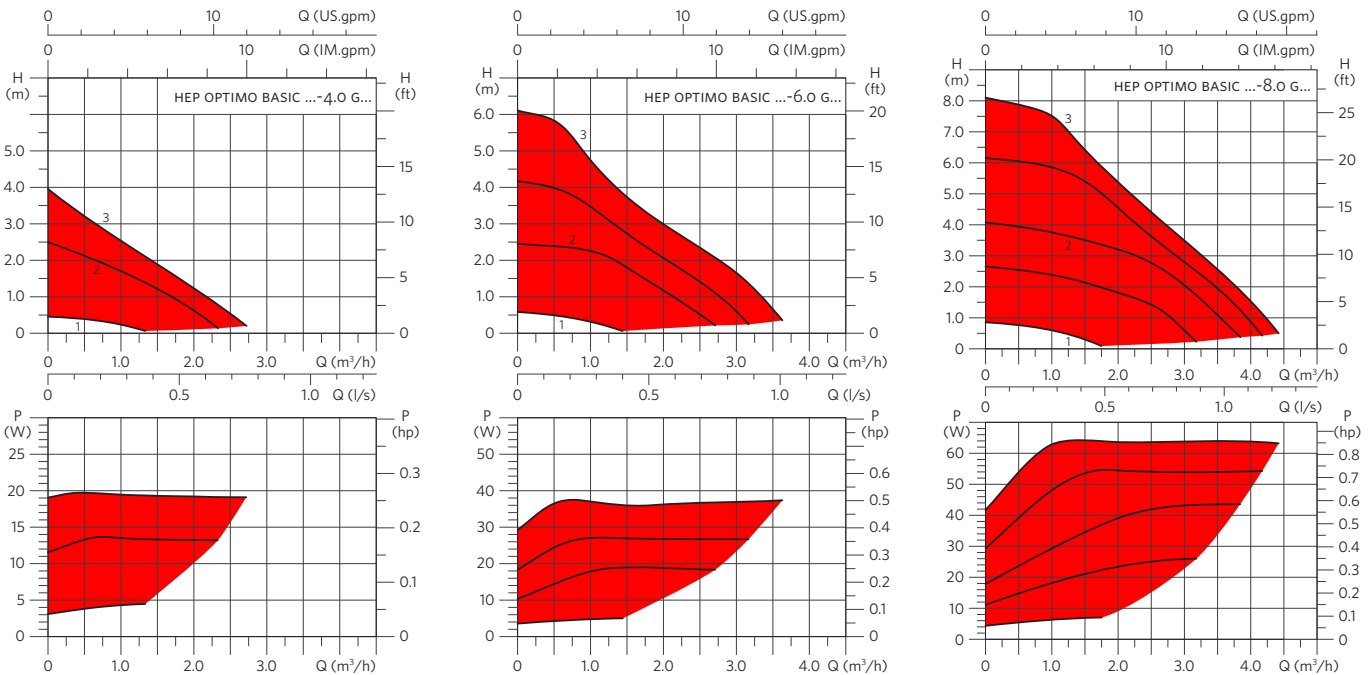 0 10 Q (US.gpm)
0 10 Q (IM.gpm)
H (m) H (ft)
HEP OPTIMO BASIC ...-4.0 G...
5.0 4.0 3.0 2.0 1.0 0
15 10 5 0
3
2
1
0 1.0 2.0 3.0 Q (m³/h)
0 0.5 1.0 Q (l/s)
P (W) P (hp)
25 20 15 10 5 0
0.3 0.2 0.1 0
0 1.0 2.0 3.0 Q (m³/h)
0 10 Q (US.gpm)
0 10 Q (IM.gpm)
H (m) H (ft)
HEP OPTIMO BASIC ...-6.0 G...
6.0 5.0 4.0 3.0 2.0 1.0 0
20 15 10 5 0
3
2
1
0 1.0 2.0 3.0 4.0 Q (m³/h)
0 0.5 1.0 Q (l/s)
P (W) P (hp)
50 40 30 20 10 0
0.6 0.5 0.4 0.3 0.2 0.1 0
0 1.0 2.0 3.0 4.0 Q (m³/h)
0 10 Q (US.gpm)
0 10 Q (IM.gpm)
H (m) H (ft)
HEP OPTIMO BASIC ...-8.0 G...
8.0 7.0 6.0 5.0 4.0 3.0 2.0 1.0 0
25 20 15 10 5 0
3
2
1
0 1.0 2.0 3.0 4.0 Q (m³/h)
0 0.5 1.0 Q (l/s)
P (W) P (hp)
60 50 40 30 20 10 0
0.8 0.7 0.6 0.5 0.4 0.3 0.2 0.1 0
0 1.0 2.0 3.0 4.0 Q (m³/h)